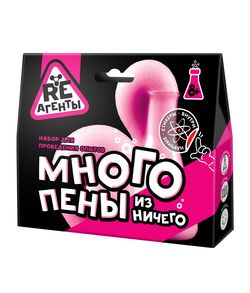 RE
АГЕНТЫ
8+
НАБОР ДЛЯ
ПРОВЕДЕНИЯ ОПЫТОВ
МНОГО
ПЕНЫ
ИЗ
НИЧЕГО